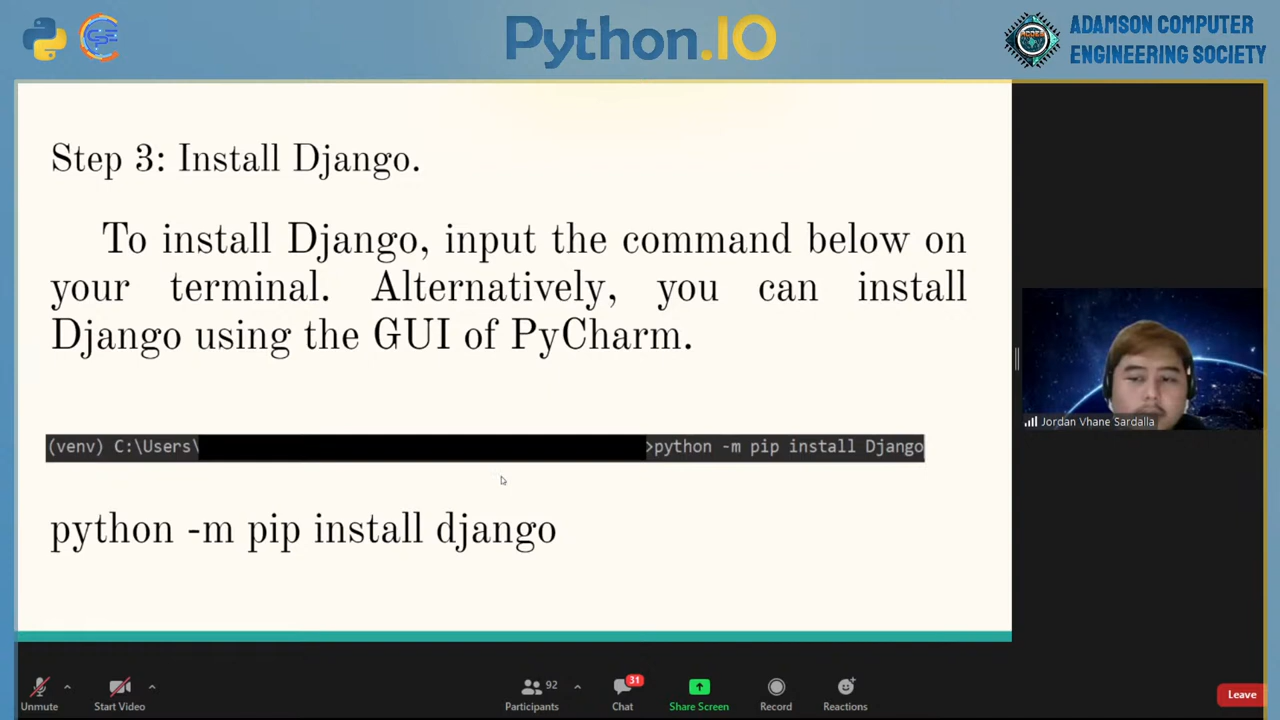 Python.IO
ADAMSON COMPUTER
ENGINEERING SOCIETY
Step 3: Install Django.
To install Django, input the command below on
your terminal. Alternatively, you can install
Django using the GUI of PyCharm.
(venv) C:\Users\ >python -m pip install Django
python -m pip install django
Jordan Vhane Sardalla
Unmute
Start Video
92
Participants
31
Chat
Share Screen
Record
Reactions
Leave